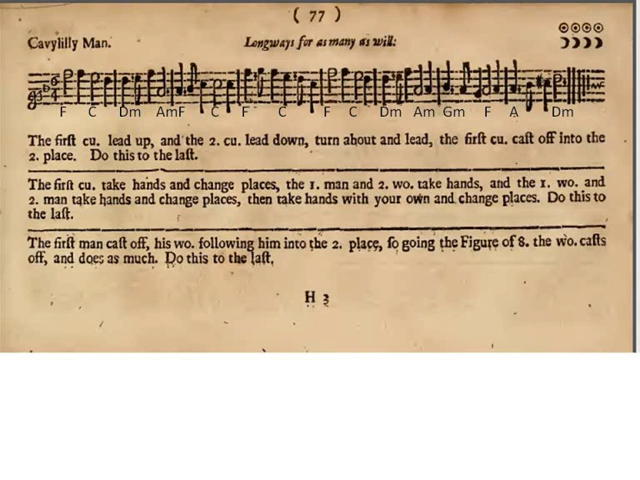 ( 77 )
Cavylilly Man. Longways for as many as will:
F C Dm AmF C F C F C Dm Am Gm F A Dm
The firſt cu. lead up, and the 2. cu. lead down, turn about and lead, the firſt cu. caſt off into the
2. place. Do this to the laſt.
The firſt cu. take hands and change places, the 1. man and 2. wo. take hands, and the 1. wo. and
2. man take hands and change places, then take hands with your own and change places. Do this to
the laſt.
The firſt man caſt off, his wo. following him into the 2. place, ſo going the Figure of 8. the wo. caſts
off, and does as much. Do this to the laſt,
H 3